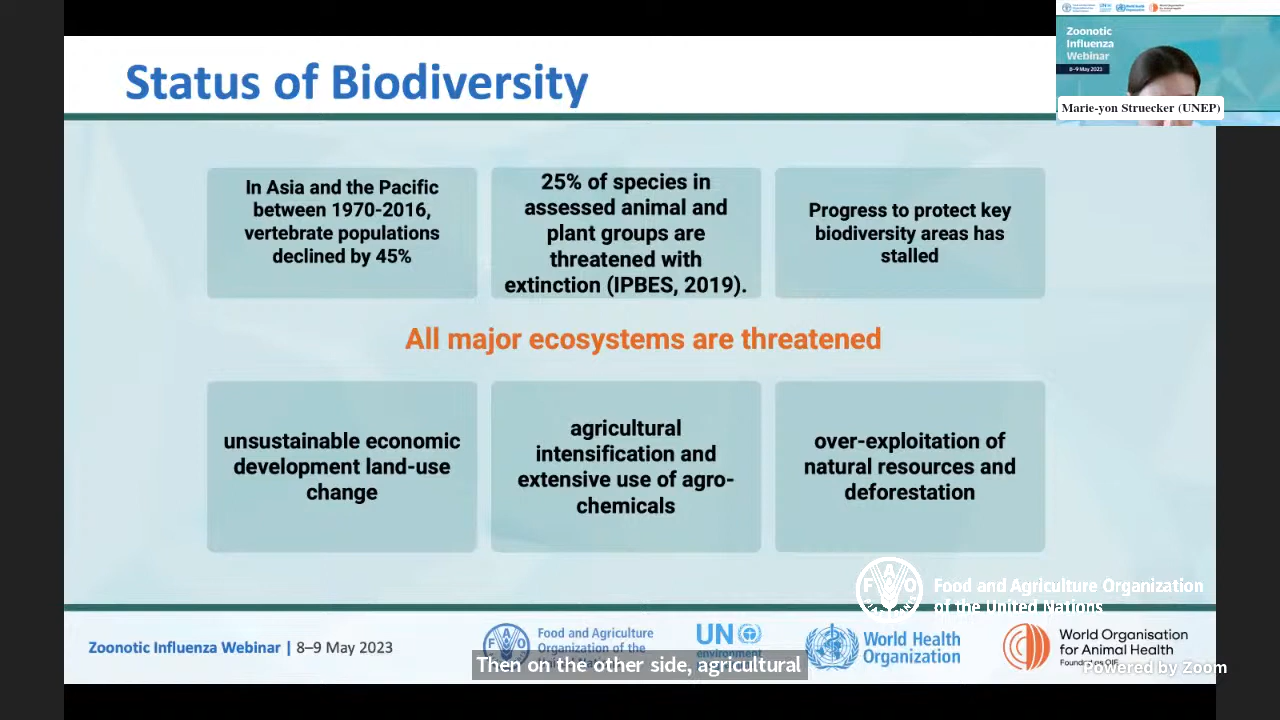 Status of Biodiversity
Zoonotic
Influenza
Webinar
8–9 May 2023
Marie-yon Struecker (UNEP)
In Asia and the Pacific
between 1970-2016,
vertebrate populations
declined by 45%
25% of species in
assessed animal and
plant groups are
threatened with
extinction (IPBES, 2019).
Progress to protect key
biodiversity areas has
stalled
All major ecosystems are threatened
unsustainable economic
development land-use
change
agricultural
intensification and
extensive use of agro-
chemicals
over-exploitation of
natural resources and
deforestation
FAO
Food and Agriculture Organization
of the United Nations
Zoonotic Influenza Webinar | 8–9 May 2023
FAO
Food and Agriculture
Organization of the
UN
environment
World Health
Organization
World Organisation
for Animal Health
Founded as OIE
Then on the other side, agricultural
Powered by Zoom